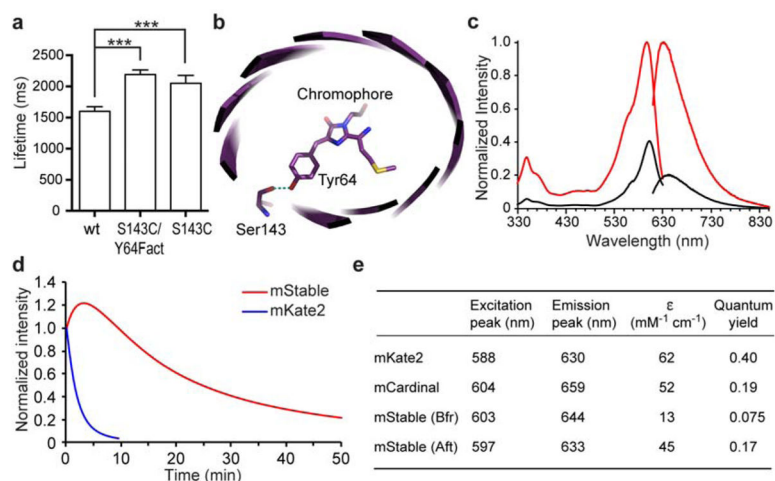 a
***
***
Lifetime (ms)
2500
2000
1500
1000
500
0
wt
S143C/
Y64Fact
S143C
b
Chromophore
Tyr64
Ser143
c
Normalized Intensity
1.0
0.8
0.6
0.4
0.2
0
330
430
530
630
730
830
Wavelength (nm)
d
Normalized intensity
1.4
1.2
1.0
0.8
0.6
0.4
0.2
0
mStable
mKate2
0
10
20
30
40
50
Time (min)
e
Excitation Emission ε Quantum
peak (nm) peak (nm) (mM⁻¹ cm⁻¹) yield
mKate2 588 630 62 0.40
mCardinal 604 659 52 0.19
mStable (Bfr) 603 644 13 0.075
mStable (Aft) 597 633 45 0.17